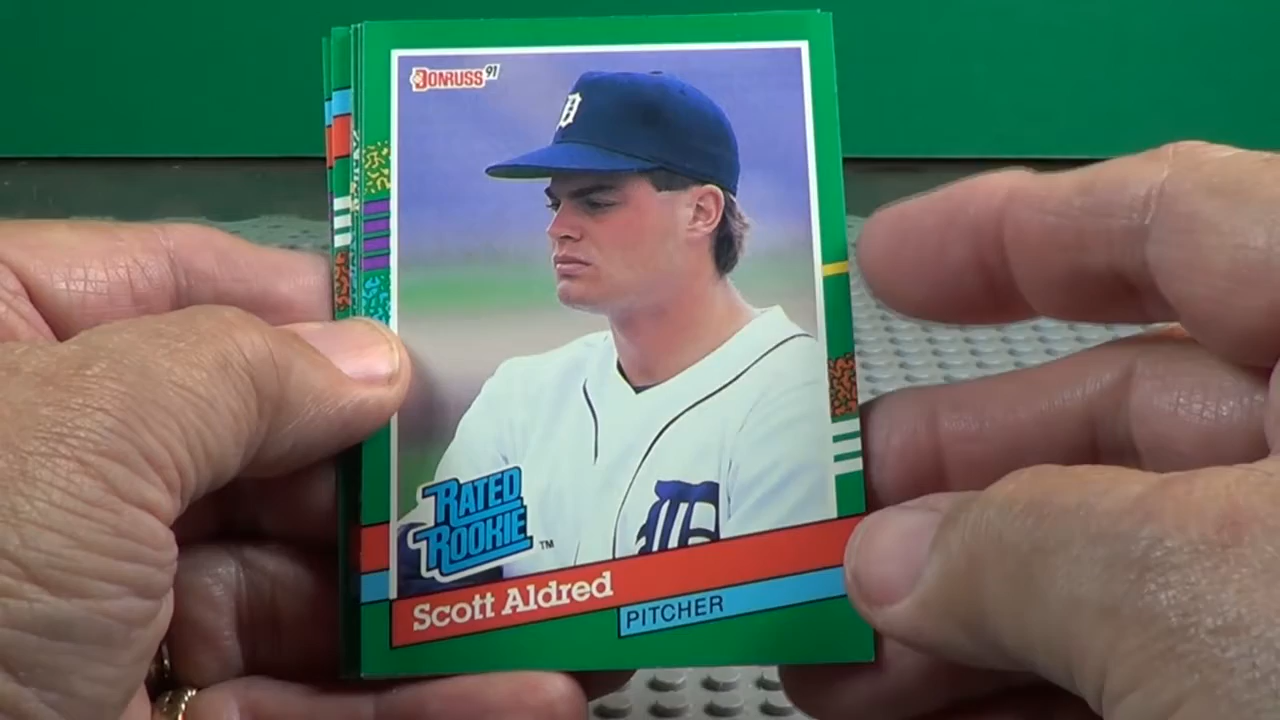 DONRUSS 91
D
RATED
ROOKIE
TM
Scott Aldred
PITCHER